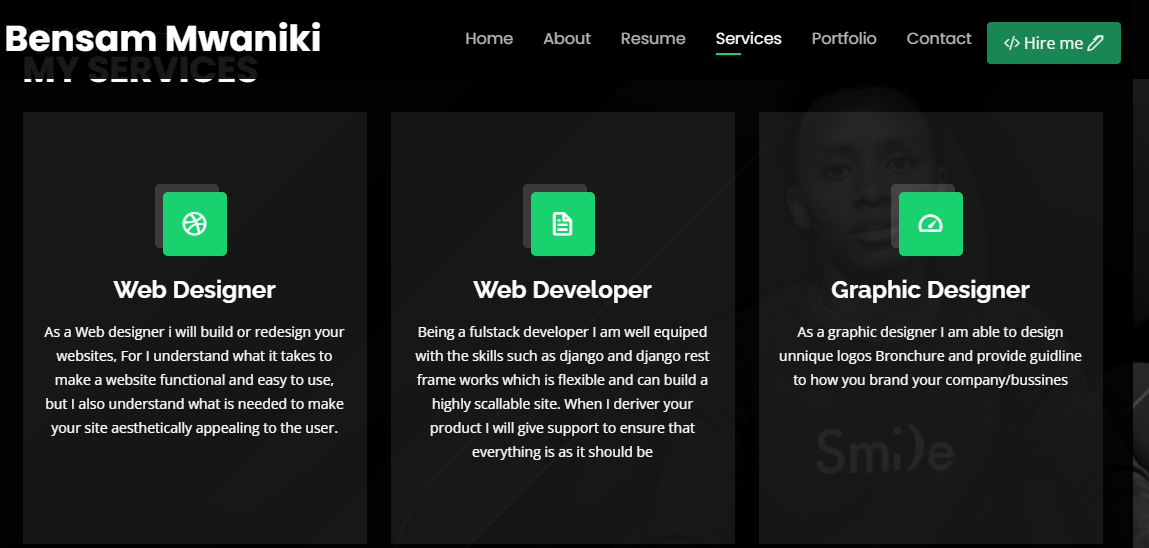 Bensam Mwaniki
Home About Resume Services Portfolio Contact </> Hire me
MY SERVICES
Web Designer
As a Web designer i will build or redesign your
websites, For I understand what it takes to
make a website functional and easy to use,
but I also understand what is needed to make
your site aesthetically appealing to the user.
Web Developer
Being a fulstack developer I am well equiped
with the skills such as django and django rest
frame works which is flexible and can build a
highly scallable site. When I deriver your
product I will give support to ensure that
everything is as it should be
Graphic Designer
As a graphic designer I am able to design
unnique logos Bronchure and provide guidline
to how you brand your company/bussines
Smile